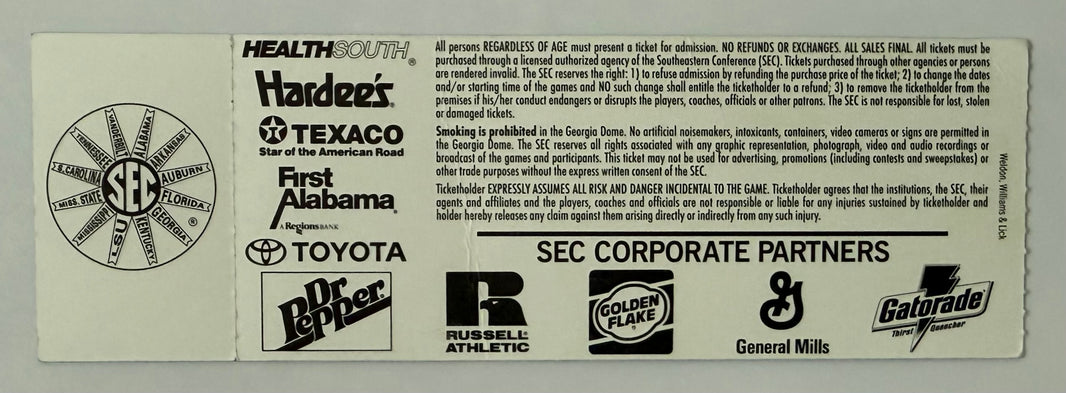 VANDERBILT
ALABAMA
ARKANSAS
AUBURN
FLORIDA
GEORGIA
KENTUCKY
LSU
MISSISSIPPI
MISS. STATE
S. CAROLINA
TENNESSEE
SEC
®
HEALTHSOUTH®
Hardee's®
TEXACO
Star of the American Road
First
Alabama®
A Regions BANK
TOYOTA
Dr
Pepper®
All persons REGARDLESS OF AGE must present a ticket for admission. NO REFUNDS OR EXCHANGES. ALL SALES FINAL. All tickets must be
purchased through a licensed authorized agency of the Southeastern Conference (SEC). Tickets purchased through other agencies or persons
are rendered invalid. The SEC reserves the right: 1) to refuse admission by refunding the purchase price of the ticket; 2) to change the dates
and/or starting time of the games and NO such change shall entitle the ticketholder to a refund; 3) to remove the ticketholder from the
premises if his/her conduct endangers or disrupts the players, coaches, officials or other patrons. The SEC is not responsible for lost, stolen
or damaged tickets.
Smoking is prohibited in the Georgia Dome. No artificial noisemakers, intoxicants, containers, video cameras or signs are permitted in
the Georgia Dome. The SEC reserves all rights associated with any graphic representation, photograph, video and audio recordings or
broadcast of the games and participants. This ticket may not be used for advertising, promotions (including contests and sweepstakes) or
other trade purposes without the express written consent of the SEC.
Ticketholder EXPRESSLY ASSUMES ALL RISK AND DANGER INCIDENTAL TO THE GAME. Ticketholder agrees that the institutions, the SEC, their
agents and affiliates and the players, coaches and officials are not responsible or liable for any injuries sustained by ticketholder and
holder hereby releases any claim against them arising directly or indirectly from any such injury.
Weldon, Williams & Lick
SEC CORPORATE PARTNERS
R
RUSSELL
ATHLETIC
GOLDEN
FLAKE®
G
General Mills
Gatorade®
Thirst Quencher